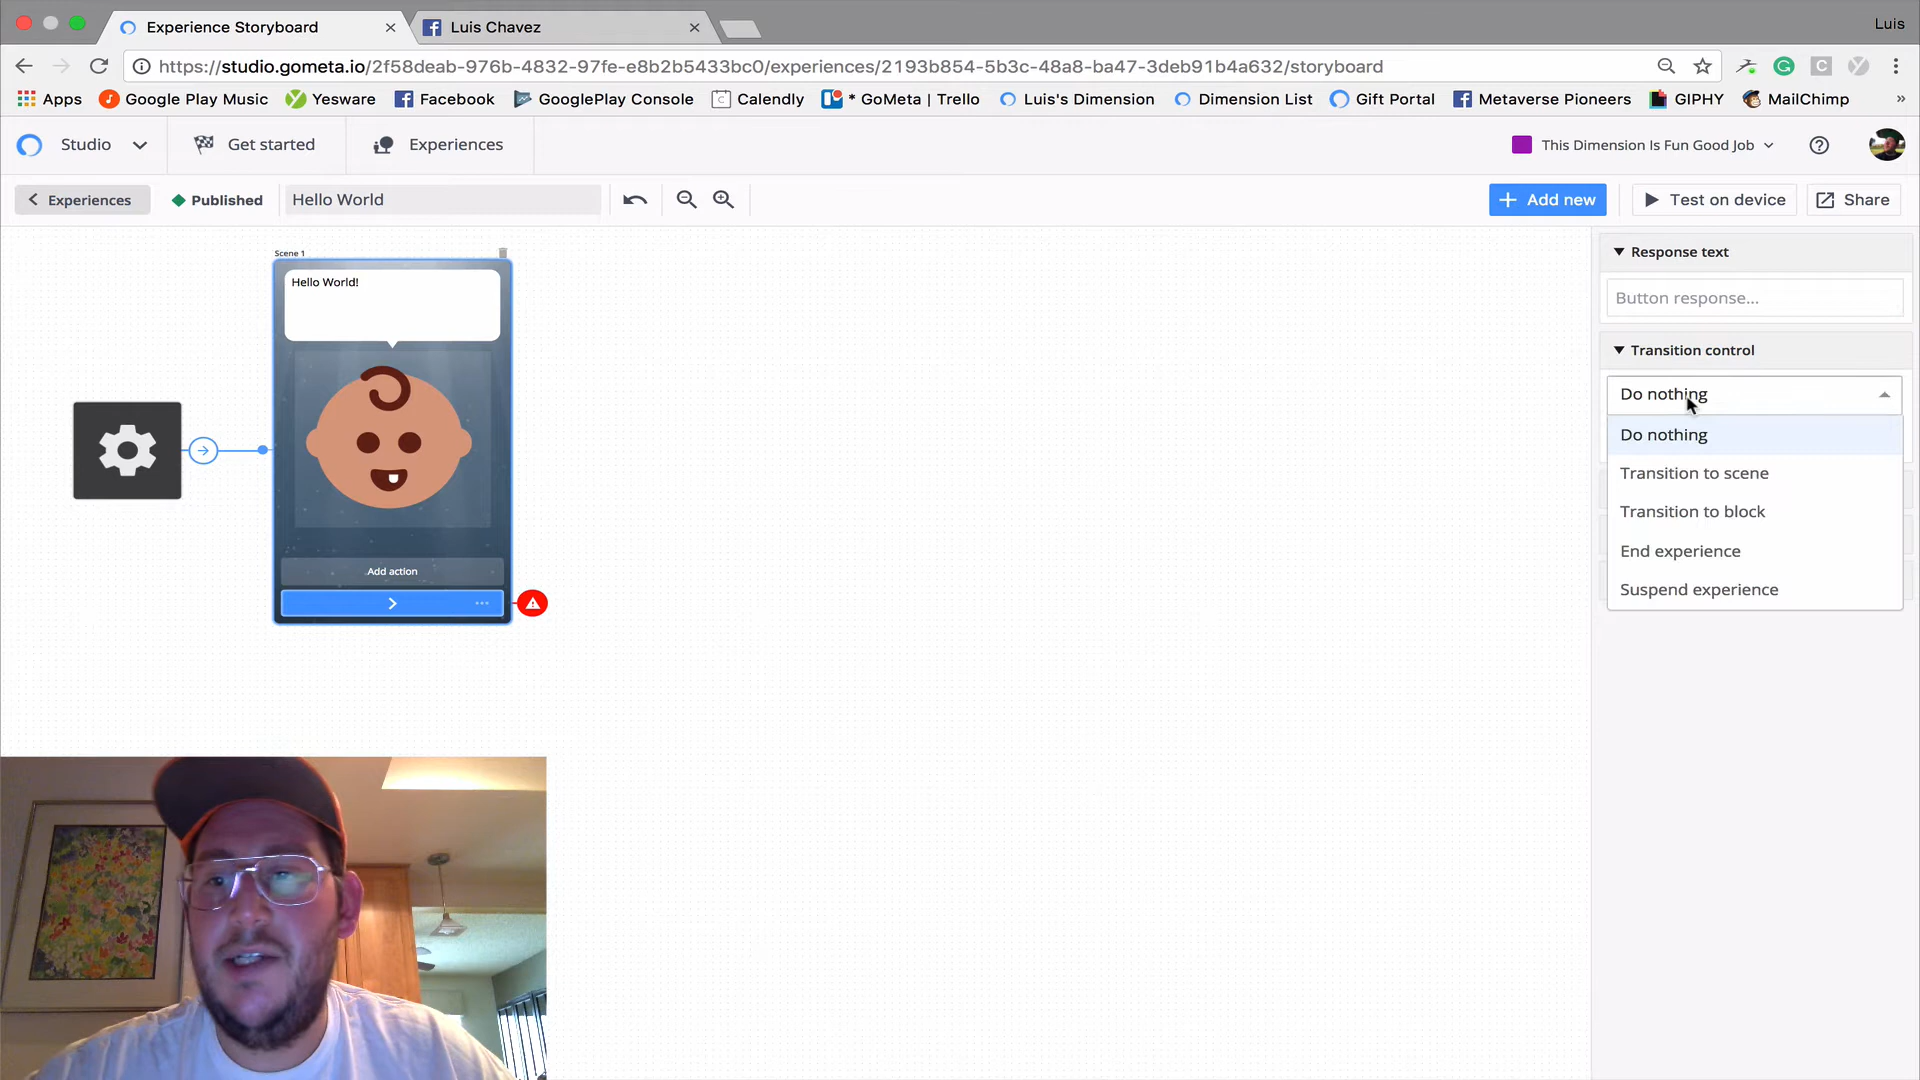 Experience Storyboard
Luis Chavez
Luis
https://studio.gometa.io/2f58deab-976b-4832-97fe-e8b2b5433bc0/experiences/2193b854-5b3c-48a8-ba47-3deb91b4a632/storyboard
Apps Google Play Music Yesware Facebook GooglePlay Console Calendly * GoMeta | Trello Luis's Dimension Dimension List Gift Portal Metaverse Pioneers GIPHY MailChimp »
Studio Get started Experiences This Dimension Is Fun Good Job
Experiences Published Hello World + Add new Test on device Share
Scene 1
Hello World!
Add action
Response text
Button response...
Transition control
Do nothing
Do nothing
Transition to scene
Transition to block
End experience
Suspend experience